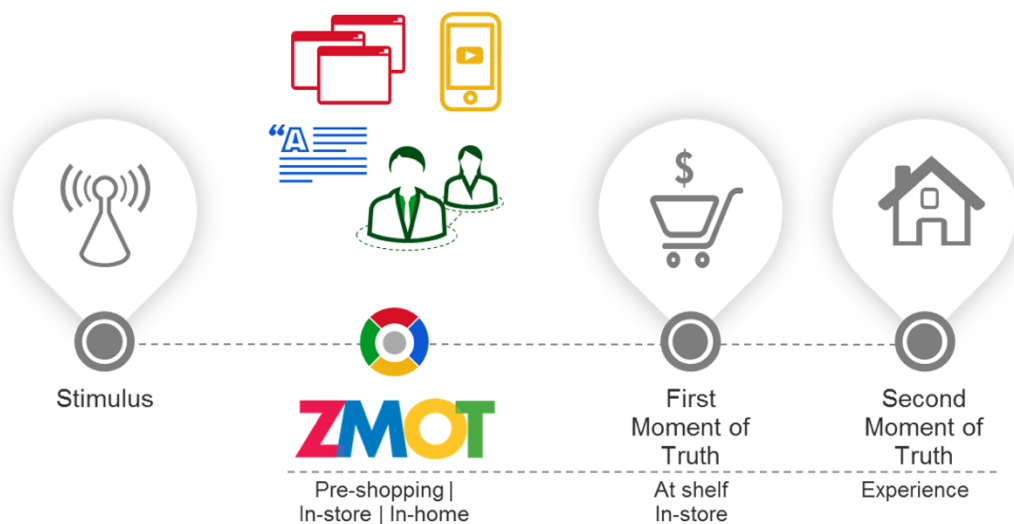 “A
$
Stimulus
ZMOT
Pre-shopping |
In-store | In-home
First
Moment of
Truth
At shelf
In-store
Second
Moment of
Truth
Experience